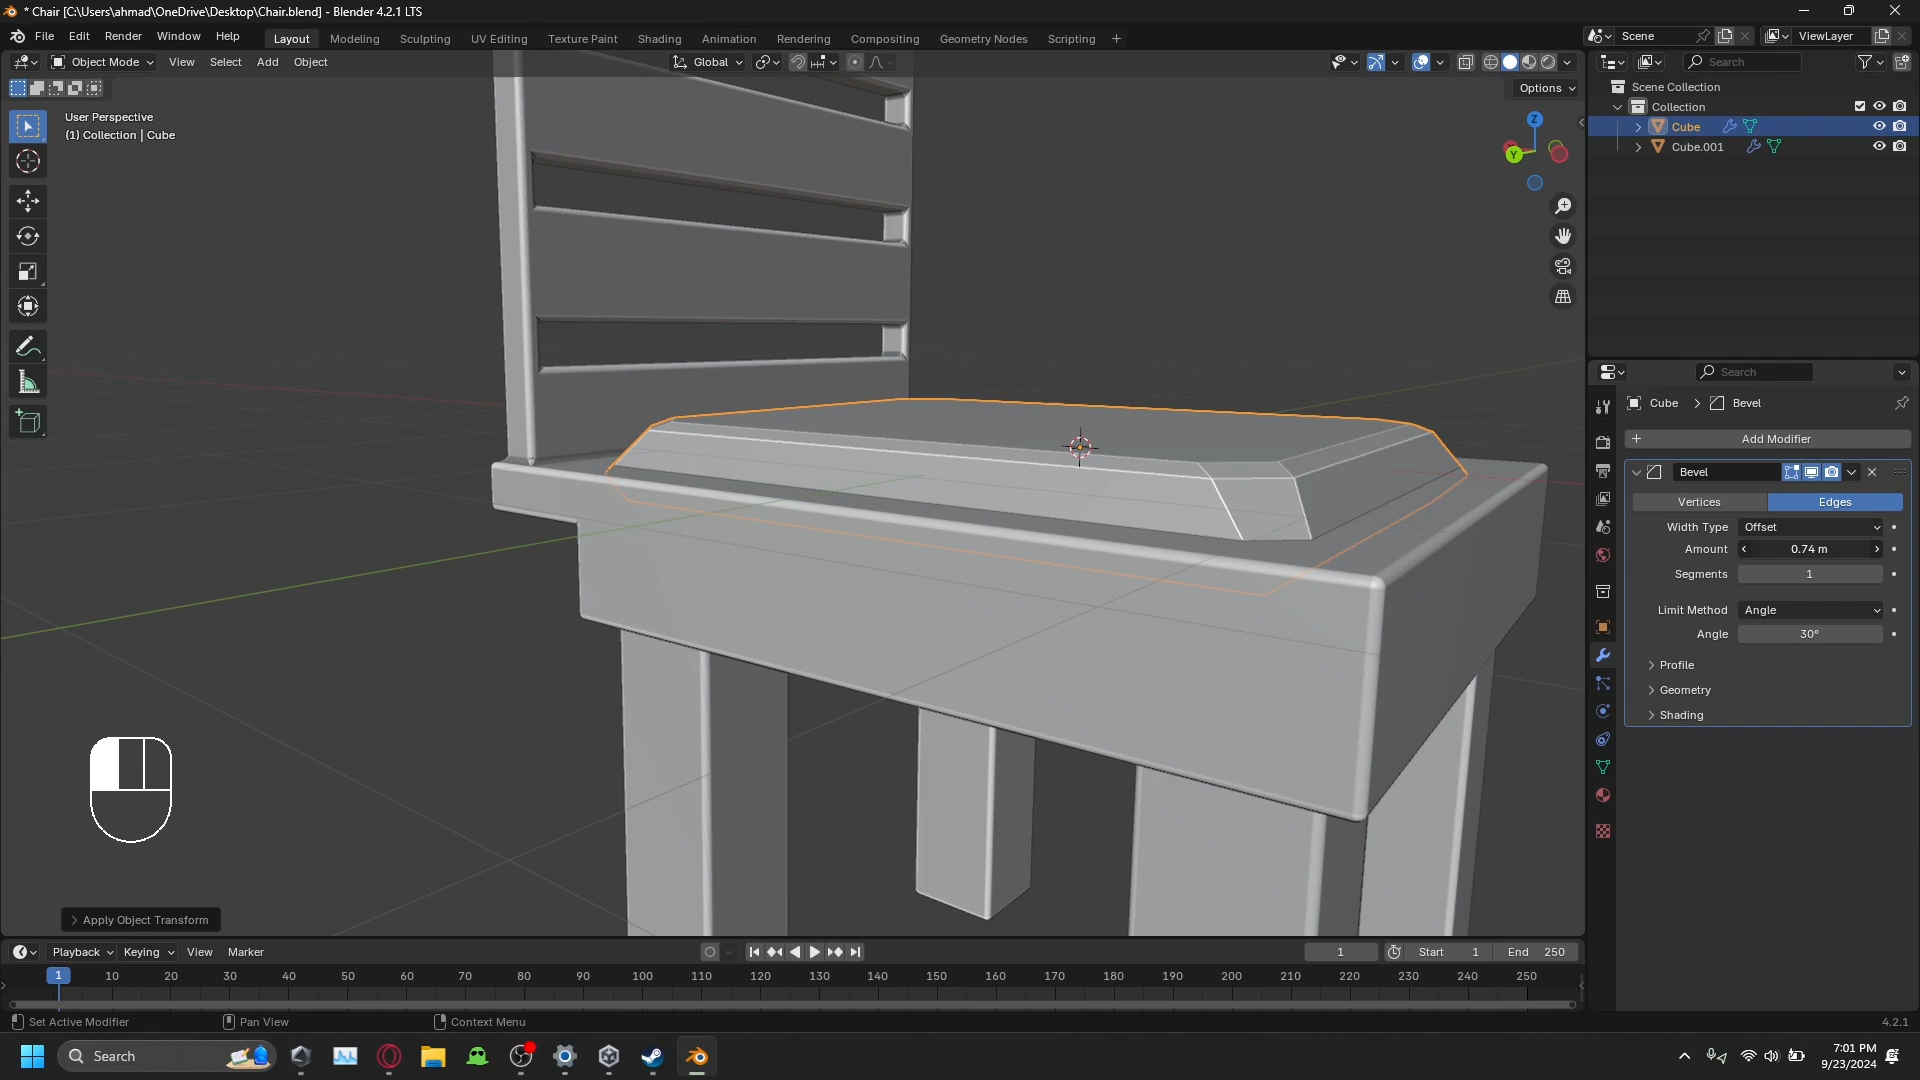 * Chair [C:\Users\ahmad\OneDrive\Desktop\Chair.blend] - Blender 4.2.1 LTS
File Edit Render Window Help Layout Modeling Sculpting UV Editing Texture Paint Shading Animation Rendering Compositing Geometry Nodes Scripting + Scene ViewLayer
Object Mode View Select Add Object Global Search
Options
Scene Collection
Collection
Cube
Cube.001
User Perspective
(1) Collection | Cube
Z
Y
Search
Cube > Bevel
+ Add Modifier
Bevel
Vertices Edges
Width Type Offset
Amount 0.74 m
Segments 1
Limit Method Angle
Angle 30°
Profile
Geometry
Shading
Apply Object Transform
Playback Keying View Marker 1 Start 1 End 250
1 10 20 30 40 50 60 70 80 90 100 110 120 130 140 150 160 170 180 190 200 210 220 230 240 250
Set Active Modifier Pan View Context Menu 4.2.1
Search
7:01 PM
9/23/2024